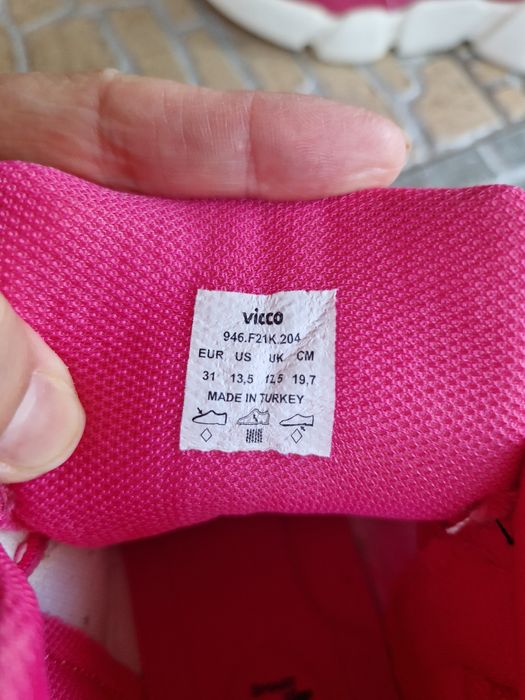 vicco
946.F21K.204
EUR US UK CM
31 13,5 12,5 19,7
MADE IN TURKEY